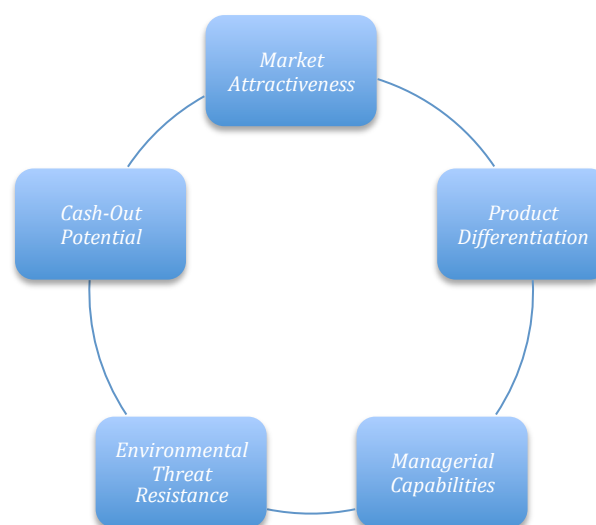 Market
Attractiveness
Product
Differentiation
Managerial
Capabilities
Environmental
Threat
Resistance
Cash-Out
Potential